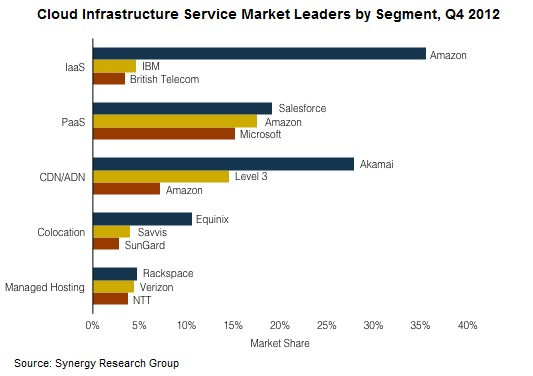 Cloud Infrastructure Service Market Leaders by Segment, Q4 2012
IaaS
Amazon
IBM
British Telecom
PaaS
Salesforce
Amazon
Microsoft
CDN/ADN
Akamai
Level 3
Amazon
Colocation
Equinix
Savvis
SunGard
Managed Hosting
Rackspace
Verizon
NTT
0% 5% 10% 15% 20% 25% 30% 35% 40%
Market Share
Source: Synergy Research Group